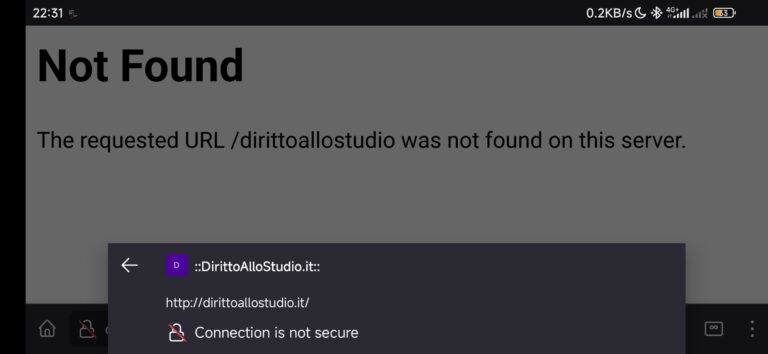 22:31
0.2KB/s 4G+ 63
Not Found
The requested URL /dirittoallostudio was not found on this server.
D ::DirittoAlloStudio.it::
http://dirittoallostudio.it/
Connection is not secure